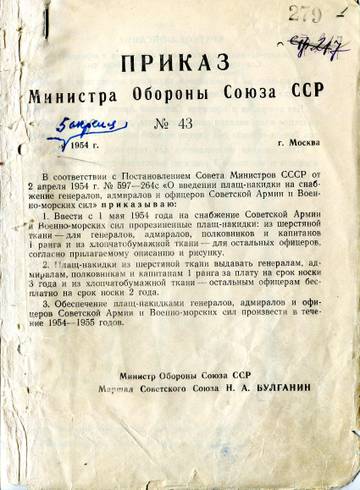 279
ПРИКАЗ
Министра Обороны Союза ССР
5 апреля № 43
1954 г. г. Москва
В соответствии с Постановлением Совета Министров СССР от
2 апреля 1954 г. № 597—264с «О введении плащ-накидки на снаб-
жение генералов, адмиралов и офицеров Советской Армии и Воен-
но-морских сил» приказываю:
1. Ввести с 1 мая 1954 года на снабжение Советской Армии
и Военно-морских сил прорезиненные плащ-накидки: из шерстяной
ткани—для генералов, адмиралов, полковников и капитанов
1 ранга и из хлопчатобумажной ткани—для остальных офицеров,
согласно прилагаемому описанию и рисунку.
2. Плащ-накидки из шерстяной ткани выдавать генералам, ад-
миралам, полковникам и капитанам 1 ранга за плату на срок носки
3 года и из хлопчатобумажной ткани—остальным офицерам бес-
платно на срок носки 2 года.
3. Обеспечение плащ-накидками генералов, адмиралов и офи-
церов Советской Армии и Военно-морских сил произвести в тече-
ние 1954—1955 годов.
Министр Обороны Союза ССР
Маршал Советского Союза Н. А. БУЛГАНИН